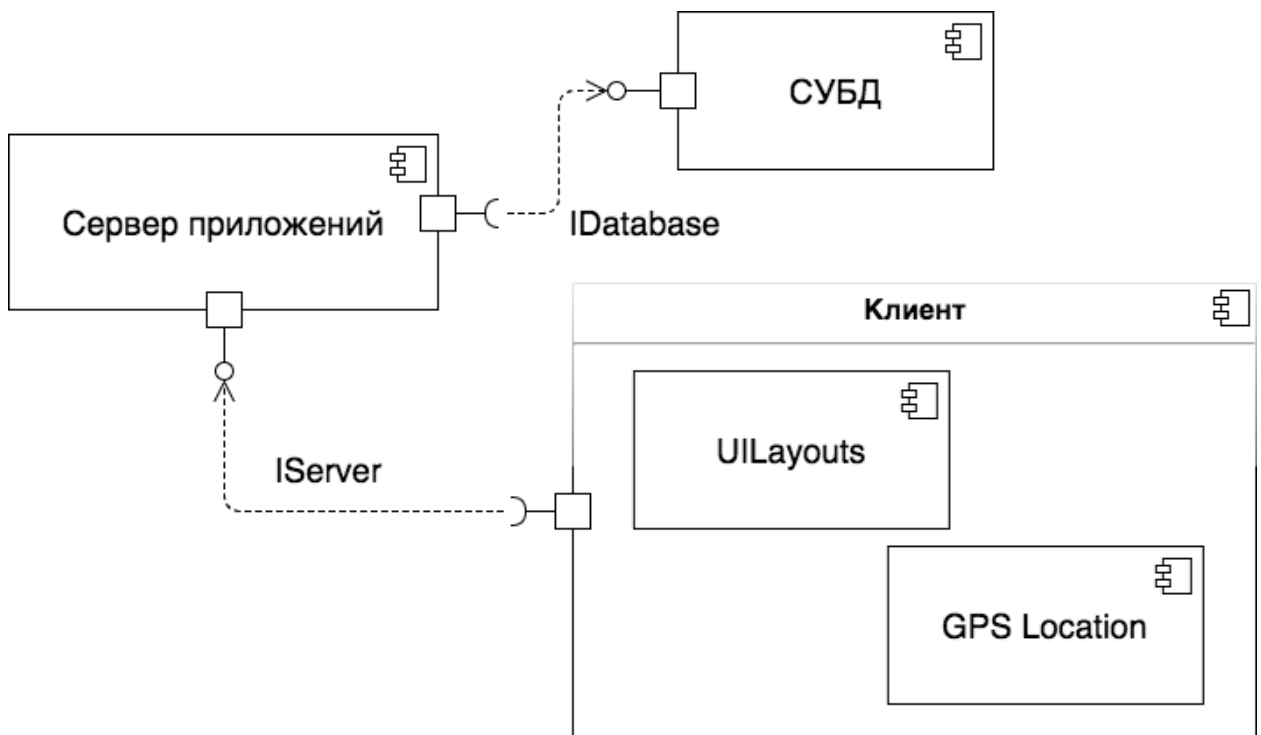 СУБД
Сервер приложений
IDatabase
Клиент
UILayouts
IServer
GPS Location